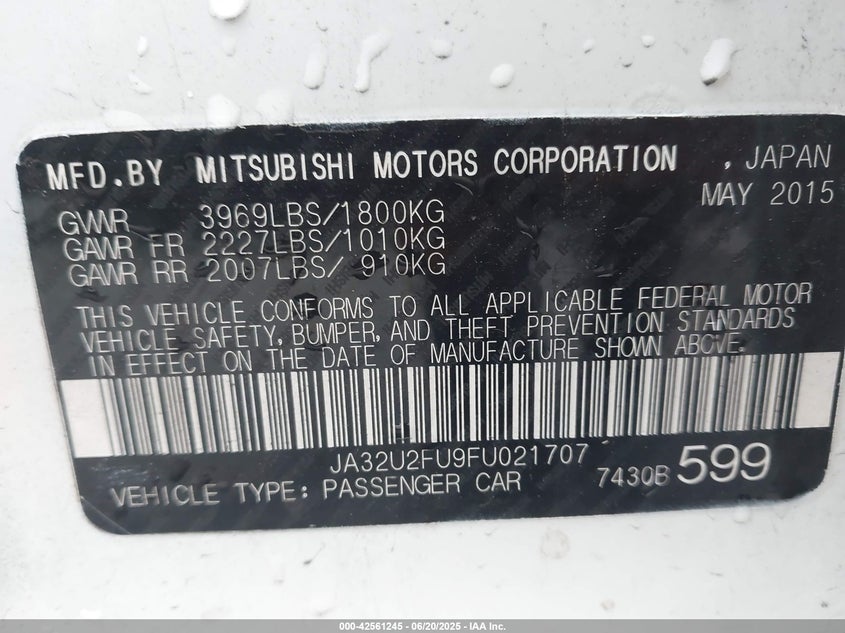 MFD.BY MITSUBISHI MOTORS CORPORATION , JAPAN
MAY 2015
GVWR 3969LBS/1800KG
GAWR FR 2227LBS/1010KG
GAWR RR 2007LBS/ 910KG
THIS VEHICLE CONFORMS TO ALL APPLICABLE FEDERAL MOTOR
VEHICLE SAFETY, BUMPER, AND THEFT PREVENTION STANDARDS
IN EFFECT ON THE DATE OF MANUFACTURE SHOWN ABOVE.
JA32U2FU9FU021707
VEHICLE TYPE: PASSENGER CAR 7430B 599
000-42561245 - 06/20/2025 - IAA Inc.